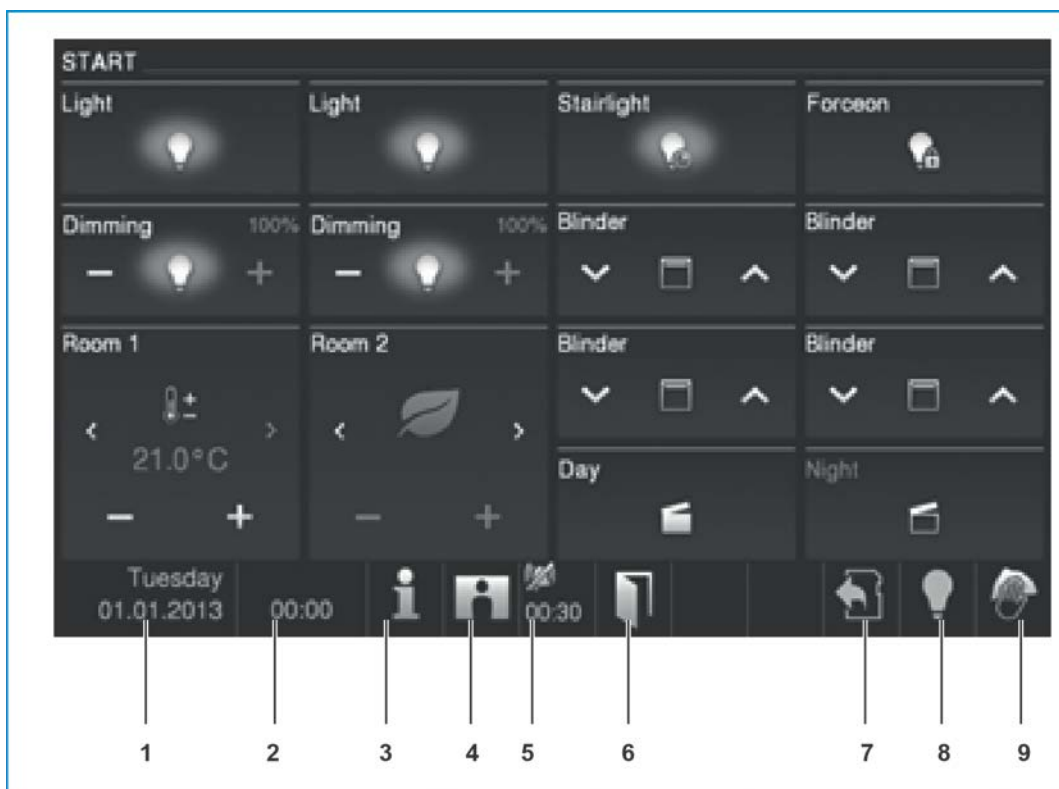 START
Light Light Stairlight Forceon
Dimming 100% Dimming 100% Blinder Blinder
Room 1 Room 2 Blinder Blinder
21.0°C
Day Night
Tuesday
01.01.2013 00:00 00:30
1 2 3 4 5 6 7 8 9